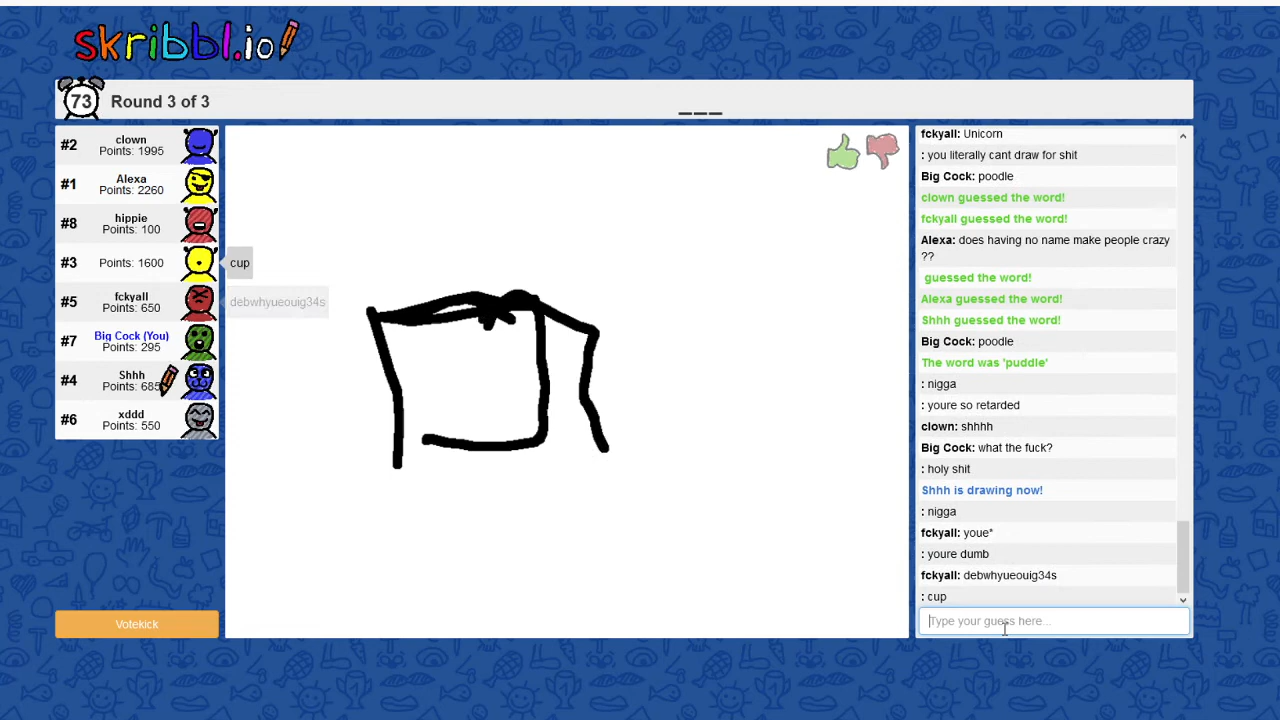 skribbl.io
73 Round 3 of 3
___
#2 clown
Points: 1995
#1 Alexa
Points: 2260
#8 hippie
Points: 100
#3 Points: 1600
cup
#5 fckyall
Points: 650
debwhyueouig34s
#7 Big Cock (You)
Points: 295
#4 Shhh
Points: 685
#6 xddd
Points: 550
Votekick
fckyall: Unicorn
: you literally cant draw for shit
Big Cock: poodle
clown guessed the word!
fckyall guessed the word!
Alexa: does having no name make people crazy
??
guessed the word!
Alexa guessed the word!
Shhh guessed the word!
Big Cock: poodle
The word was 'puddle'
: nigga
: youre so retarded
clown: shhhh
Big Cock: what the fuck?
: holy shit
Shhh is drawing now!
: nigga
fckyall: youe*
: youre dumb
fckyall: debwhyueouig34s
: cup
Type your guess here...